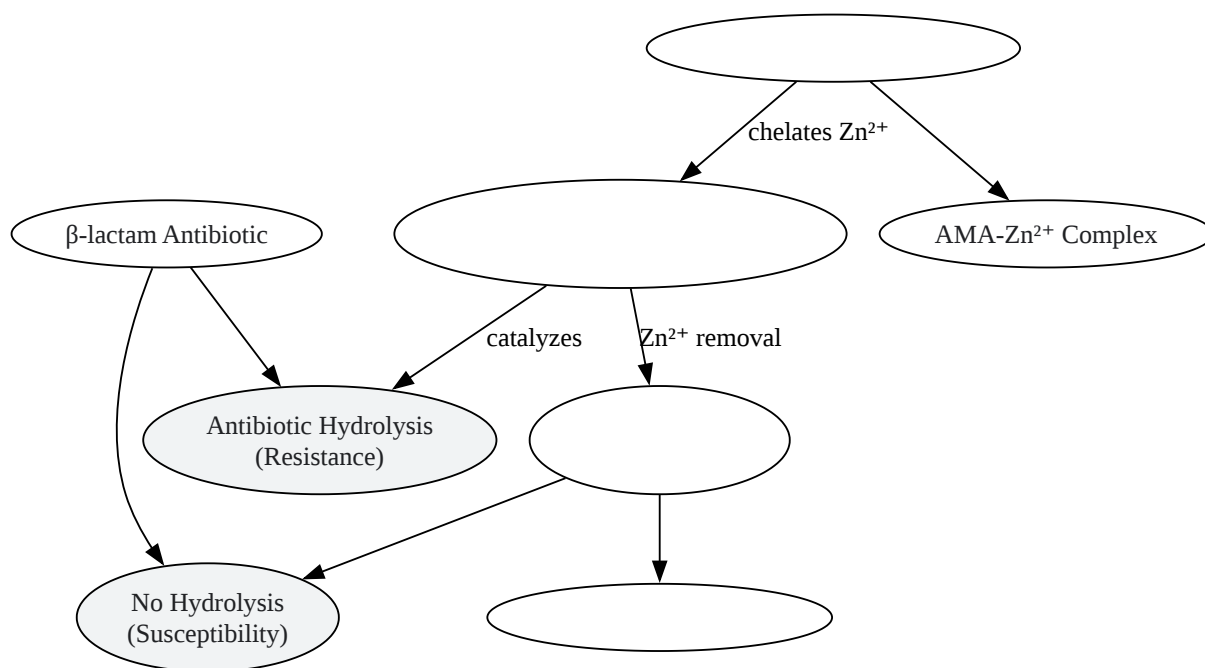 chelates Zn²⁺
β-lactam Antibiotic
AMA-Zn²⁺ Complex
catalyzes
Zn²⁺ removal
Antibiotic Hydrolysis
(Resistance)
No Hydrolysis
(Susceptibility)